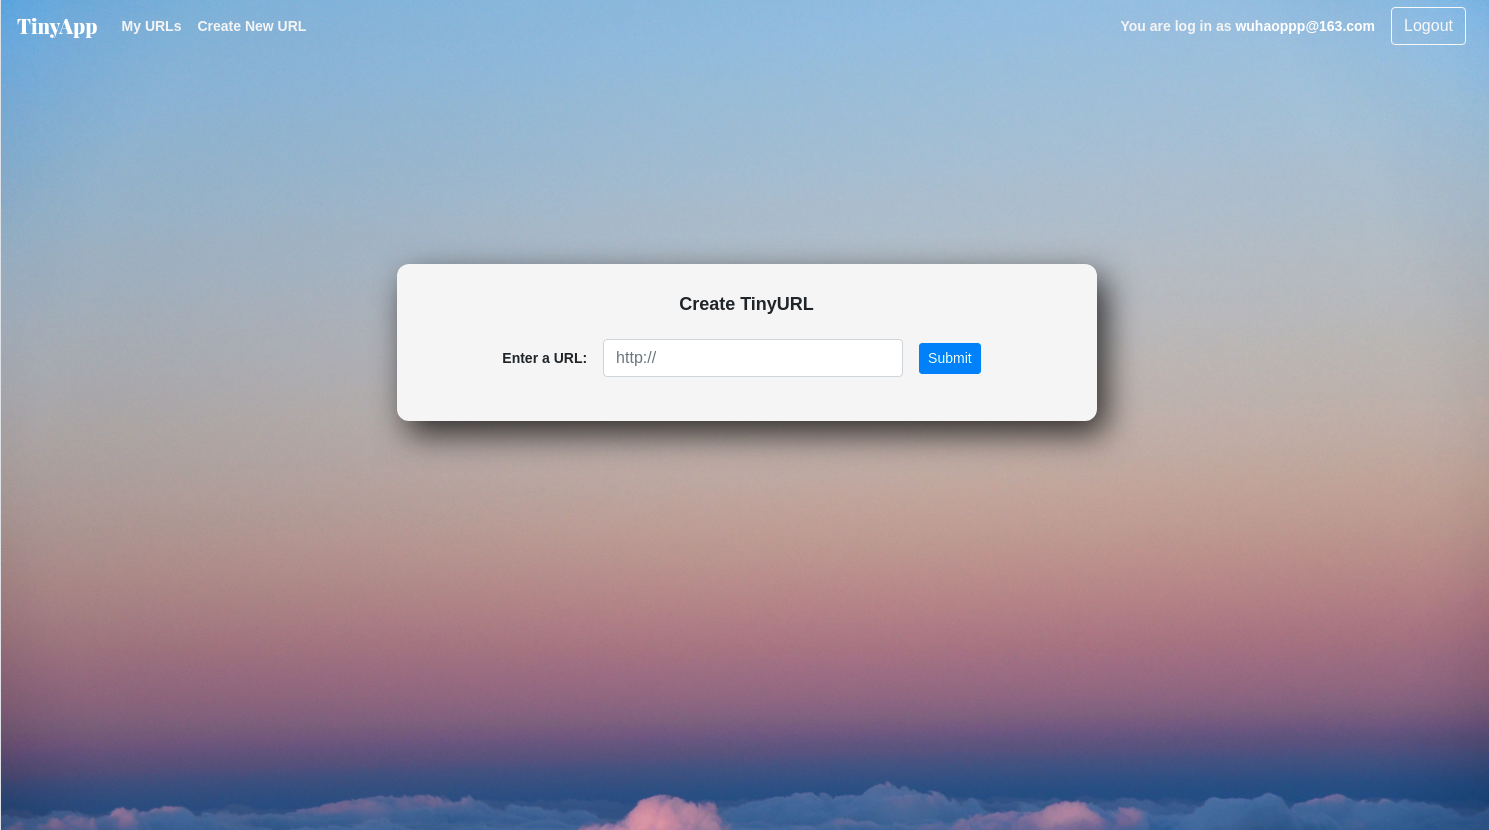 TinyApp My URLs Create New URL You are log in as wuhaoppp@163.com Logout
Create TinyURL
Enter a URL: http:// Submit